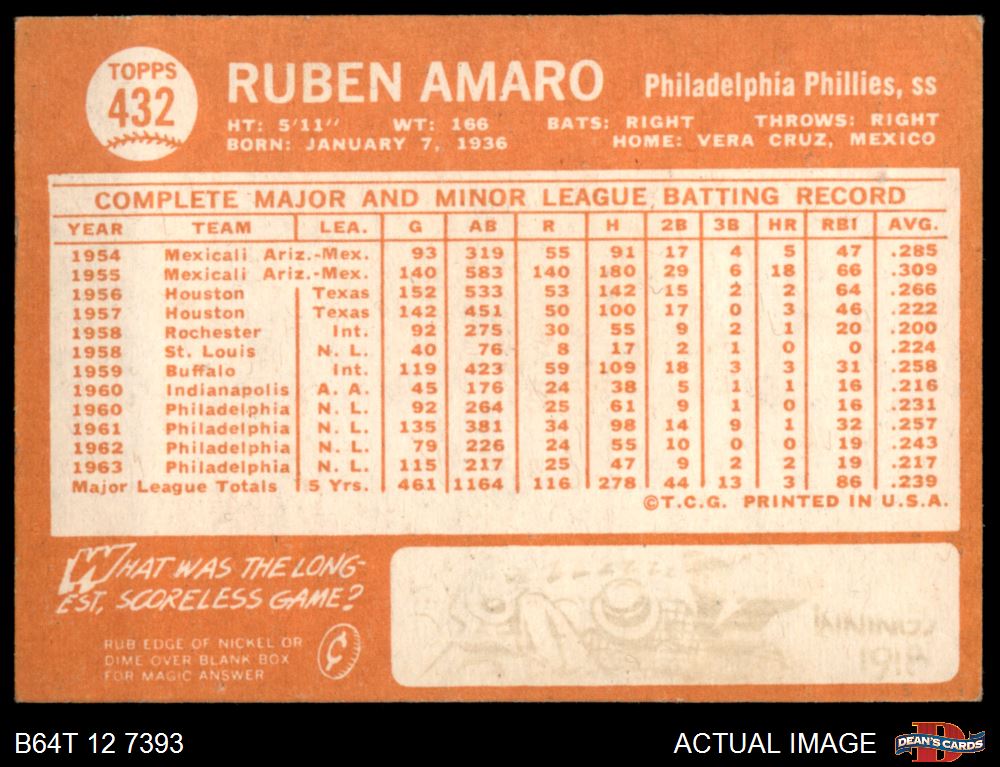 TOPPS
432
RUBEN AMARO Philadelphia Phillies, ss
HT: 5'11" WT: 166 BATS: RIGHT THROWS: RIGHT
BORN: JANUARY 7, 1936 HOME: VERA CRUZ, MEXICO
COMPLETE MAJOR AND MINOR LEAGUE BATTING RECORD
YEAR TEAM LEA. G AB R H 2B 3B HR RBI AVG.
1954 Mexicali Ariz.-Mex. 93 319 55 91 17 4 5 47 .285
1955 Mexicali Ariz.-Mex. 140 583 140 180 29 6 18 66 .309
1956 Houston Texas 152 533 53 142 15 2 2 64 .266
1957 Houston Texas 142 451 50 100 17 0 3 46 .222
1958 Rochester Int. 92 275 30 55 9 2 1 20 .200
1958 St. Louis N. L. 40 76 8 17 2 1 0 0 .224
1959 Buffalo Int. 119 423 59 109 18 3 3 31 .258
1960 Indianapolis A. A. 45 176 24 38 5 1 1 16 .216
1960 Philadelphia N. L. 92 264 25 61 9 1 0 16 .231
1961 Philadelphia N. L. 135 381 34 98 14 9 1 32 .257
1962 Philadelphia N. L. 79 226 24 55 10 0 0 19 .243
1963 Philadelphia N. L. 115 217 25 47 9 2 2 19 .217
Major League Totals 5 Yrs. 461 1164 116 278 44 13 3 86 .239
©T.C.G. PRINTED IN U.S.A.
WHAT WAS THE LONG-
EST, SCORELESS GAME?
RUB EDGE OF NICKEL OR
DIME OVER BLANK BOX
FOR MAGIC ANSWER
B64T 12 7393 ACTUAL IMAGE DEAN'S CARDS